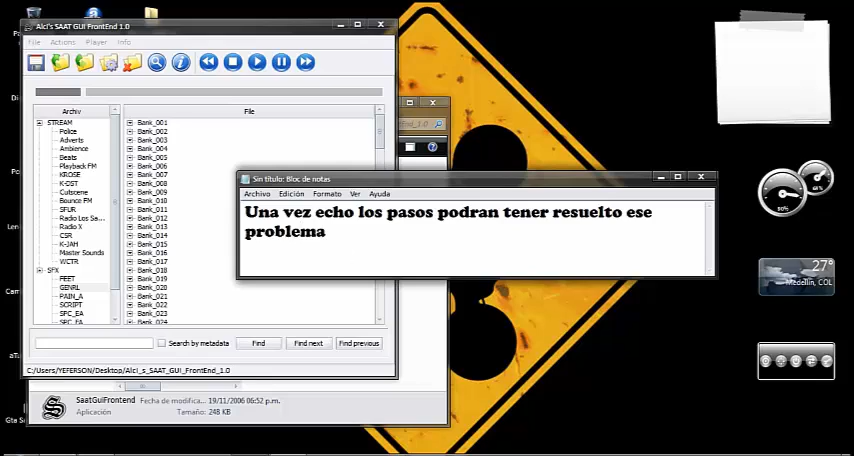 Alci's SAAT GUI FrontEnd 1.0
File Actions Player Info
Archiv
File
STREAM
Police
Adverts
Ambience
Beats
Playback FM
KROSE
K-DST
Cutscene
Bounce FM
SFUR
Radio Los Sa...
Radio X
CSR
K-JAH
Master Sounds
WCTR
SFX
FEET
GENRL
PAIN_A
SCRIPT
SPC_EA
SPC_EA
Bank_001
Bank_002
Bank_003
Bank_004
Bank_005
Bank_006
Bank_007
Bank_008
Bank_009
Bank_010
Bank_011
Bank_012
Bank_013
Bank_014
Bank_015
Bank_016
Bank_017
Bank_018
Bank_019
Bank_020
Bank_021
Bank_022
Bank_023
Bank_024
Search by metadata
Find
Find next
Find previous
C:/Users/YEFERSON/Desktop/Alci_s_SAAT_GUI_FrontEnd_1.0
SaatGuiFrontend Fecha de modifica... 19/11/2006 06:52 p.m.
Aplicación Tamaño: 248 KB
Sin título: Bloc de notas
Archivo Edición Formato Ver Ayuda
Una vez echo los pasos podran tener resuelto ese
problema
27°
Medellín, COL